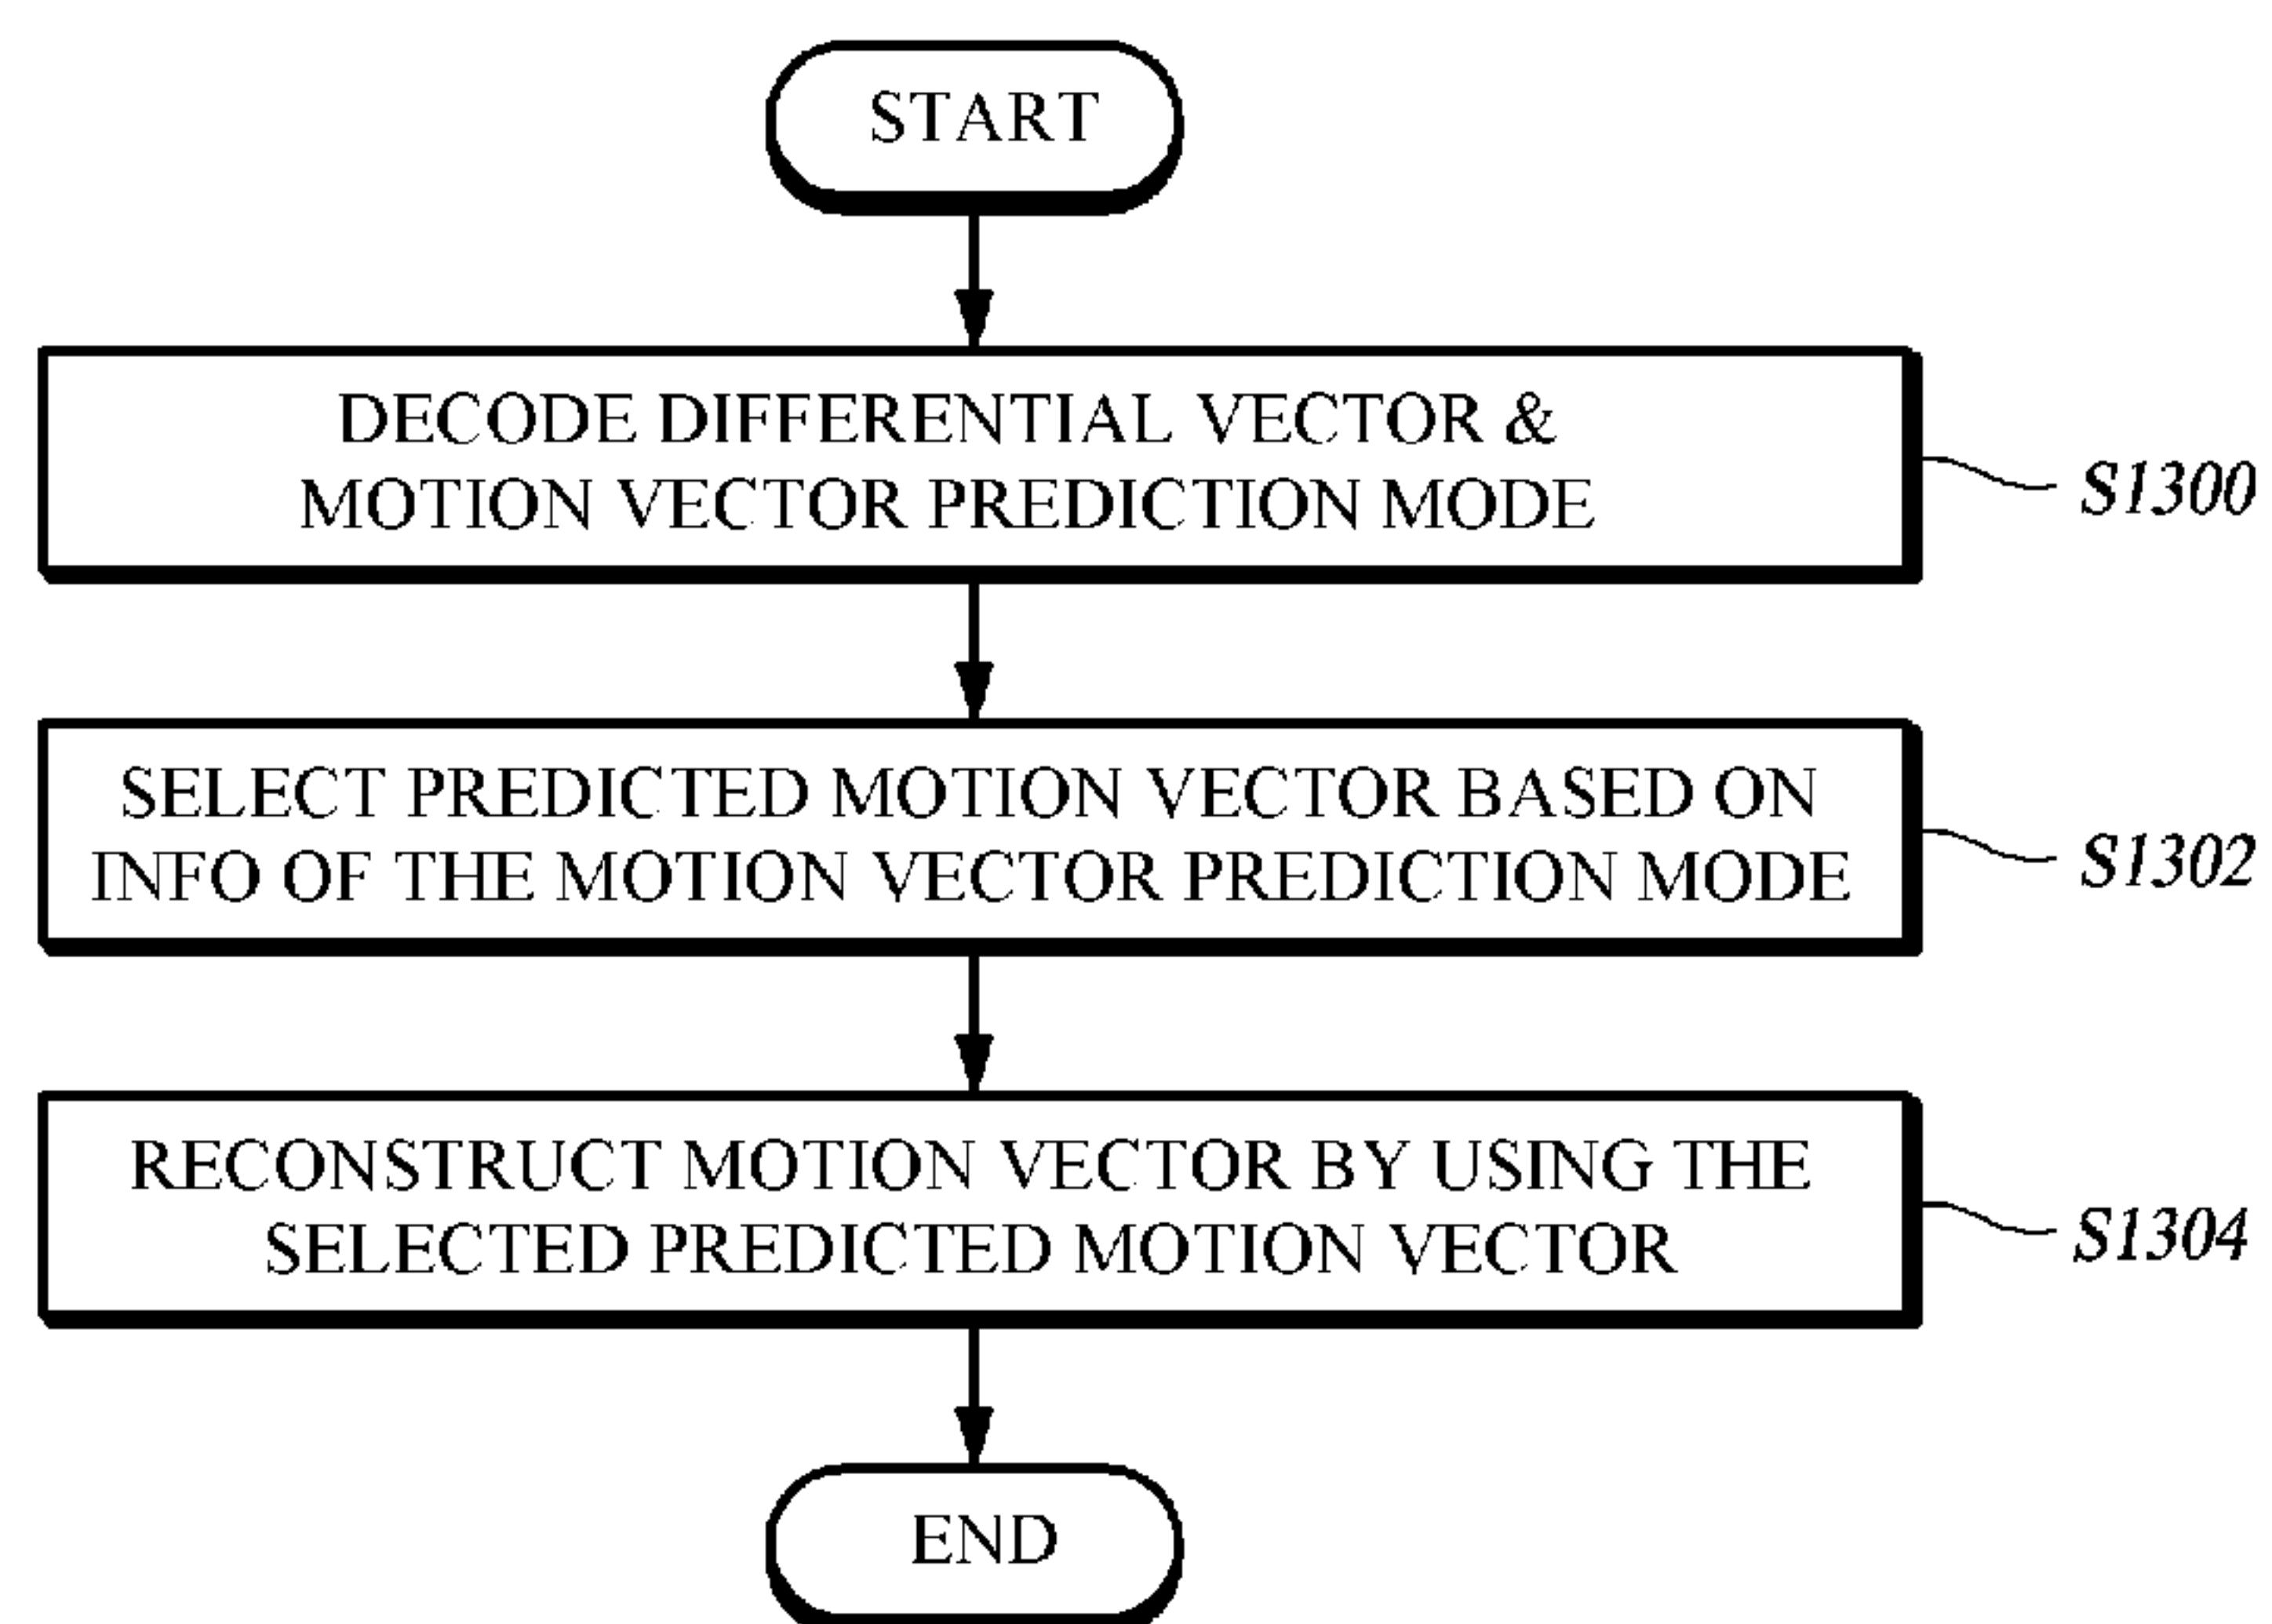 START
DECODE DIFFERENTIAL VECTOR &
MOTION VECTOR PREDICTION MODE
S1300
SELECT PREDICTED MOTION VECTOR BASED ON
INFO OF THE MOTION VECTOR PREDICTION MODE
S1302
RECONSTRUCT MOTION VECTOR BY USING THE
SELECTED PREDICTED MOTION VECTOR
S1304
END